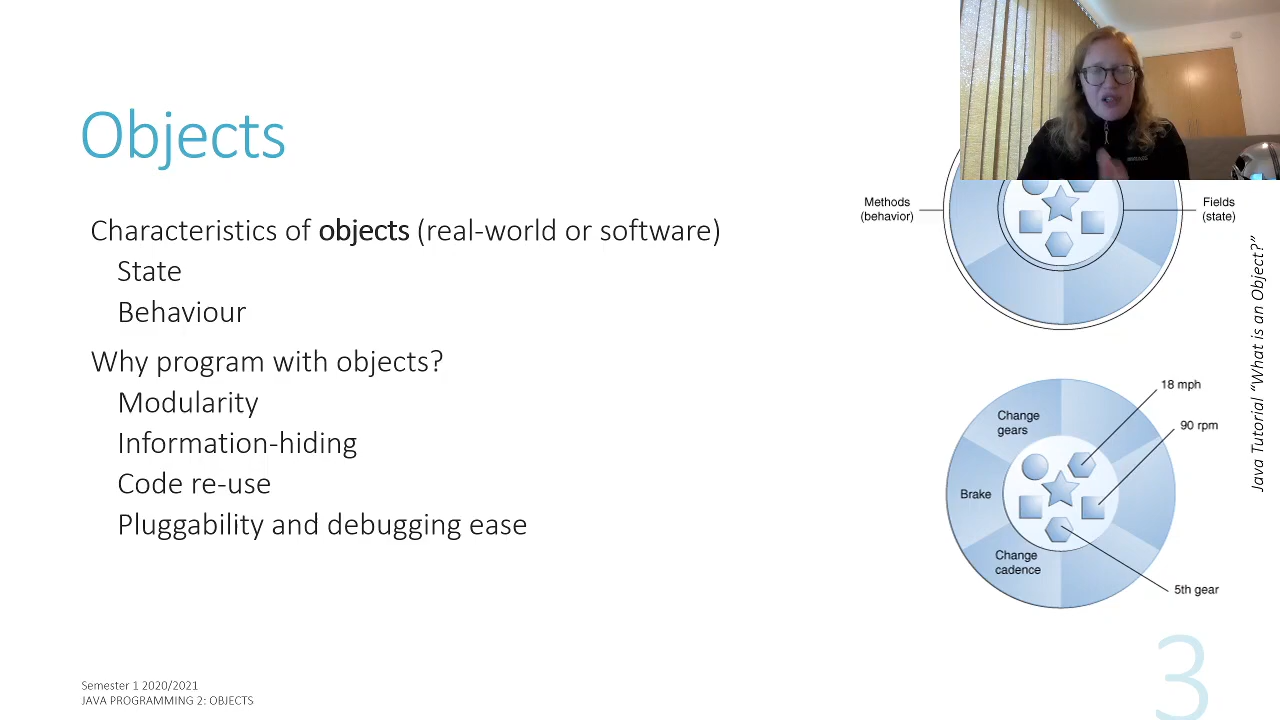 Objects
Characteristics of objects (real-world or software)
State
Behaviour
Why program with objects?
Modularity
Information-hiding
Code re-use
Pluggability and debugging ease
Methods
(behavior)
Fields
(state)
Change
gears
Brake
Change
cadence
18 mph
90 rpm
5th gear
Java Tutorial “What is an Object?”
Semester 1 2020/2021
JAVA PROGRAMMING 2: OBJECTS
3